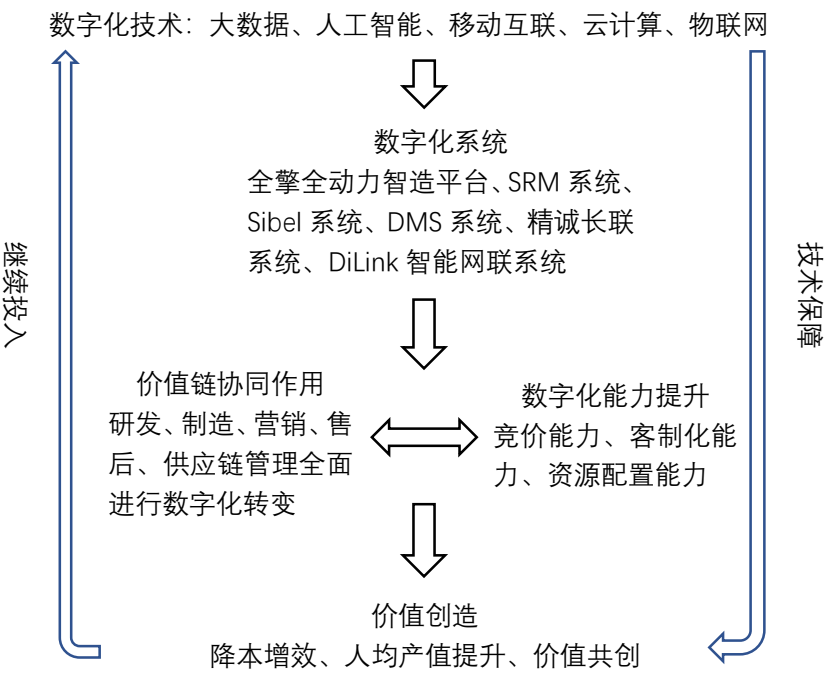 数字化技术：大数据、人工智能、移动互联、云计算、物联网
数字化系统
全擎全动力智造平台、SRM 系统、
Sibel 系统、DMS 系统、精诚长联
系统、DiLink 智能网联系统
继续投入
技术保障
价值链协同作用
研发、制造、营销、售
后、供应链管理全面
进行数字化转变
数字化能力提升
竞价能力、客制化能
力、资源配置能力
价值创造
降本增效、人均产值提升、价值共创